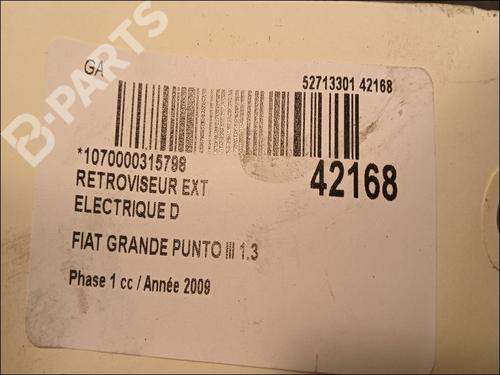 GA
52713301 42168
*1070000315798
42168
RETROVISEUR EXT
ELECTRIQUE D
FIAT GRANDE PUNTO III 1.3
Phase 1 cc / Année 2009
B-PARTS